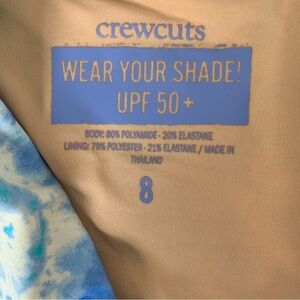 crewcuts
WEAR YOUR SHADE!
UPF 50+
BODY: 80% POLYAMIDE - 20% ELASTANE
LINING: 79% POLYESTER - 21% ELASTANE / MADE IN
THAILAND
8